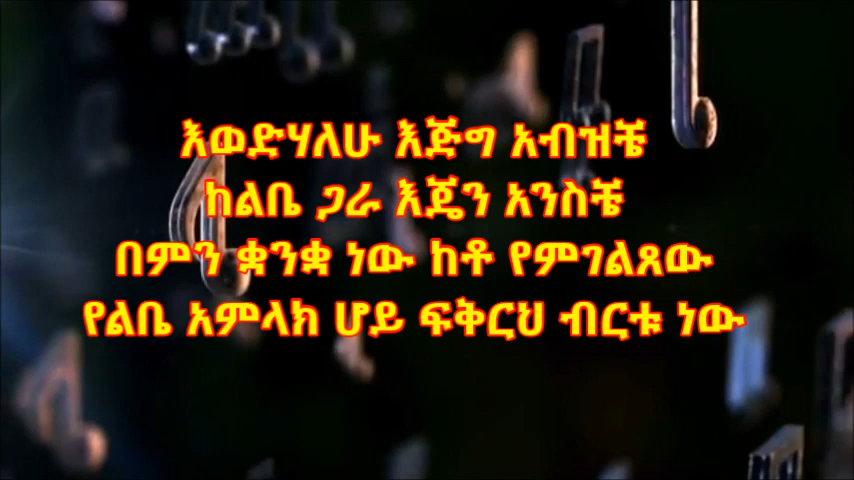 እወድሃለሁ እጅግ አብዝቼ
ከልቤ ጋራ እጄን አንስቼ
በምን ቋንቋ ነው ከቶ የምገልጸው
የልቤ አምላክ ሆይ ፍቅርህ ብርቱ ነው